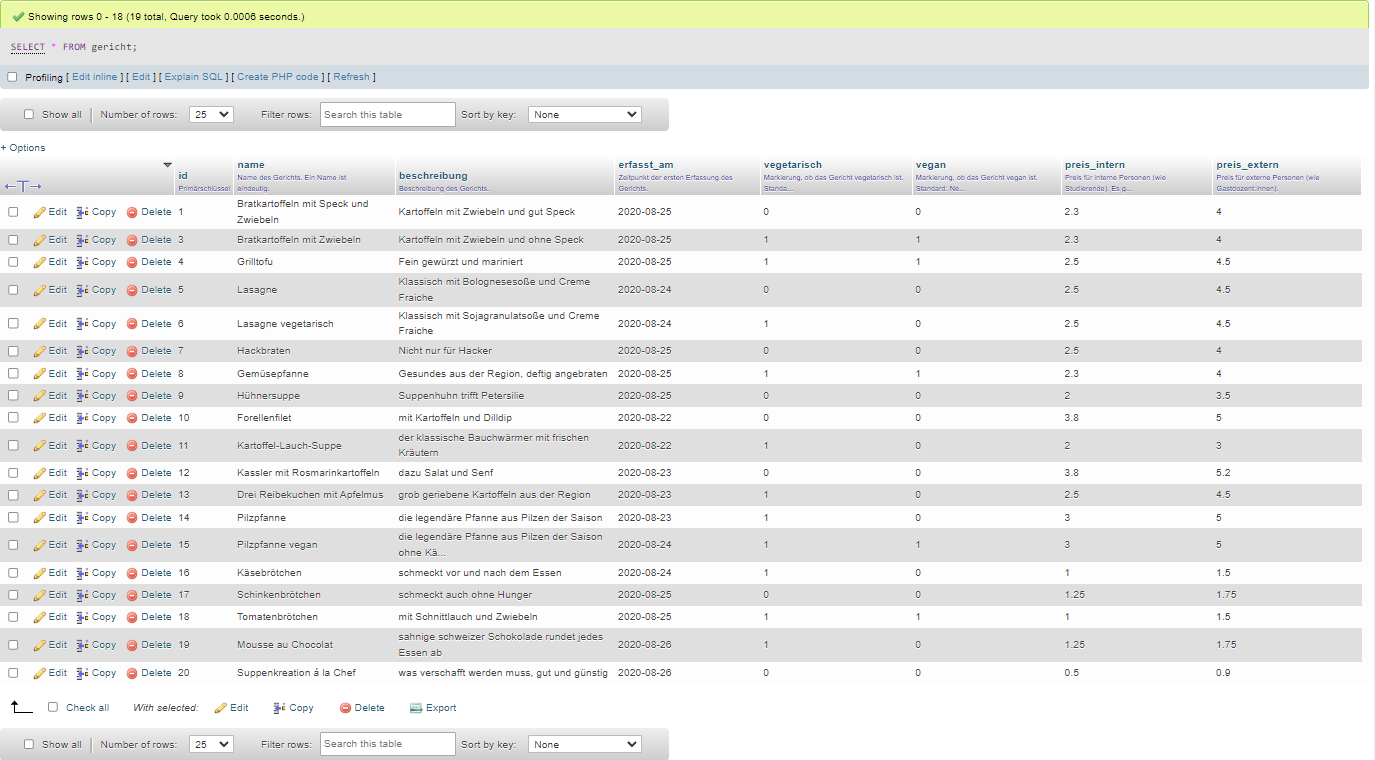 Showing rows 0 - 18 (19 total, Query took 0.0006 seconds.)
SELECT * FROM gericht;
Profiling [ Edit inline ] [ Edit ] [ Explain SQL ] [ Create PHP code ] [ Refresh ]
Show all Number of rows: 25 Filter rows: Search this table Sort by key: None
+ Options
←T→ id name beschreibung erfasst_am vegetarisch vegan preis_intern preis_extern
Primärschlüssel Name des Gerichts. Ein Name ist Beschreibung des Gerichts. Zeitpunkt der ersten Erfassung des Markierung, ob das Gericht vegetarisch ist. Markierung, ob das Gericht vegan ist. Preis für interne Personen (wie Preis für externe Personen (wie
eindeutig. Gerichts. Standa... Standard: Ne... Studierende). Es g... Gastdozent:innen).
Edit Copy Delete 1 Bratkartoffeln mit Speck und Kartoffeln mit Zwiebeln und gut Speck 2020-08-25 0 0 2.3 4
Zwiebeln
Edit Copy Delete 3 Bratkartoffeln mit Zwiebeln Kartoffeln mit Zwiebeln und ohne Speck 2020-08-25 1 1 2.3 4
Edit Copy Delete 4 Grilltofu Fein gewürzt und mariniert 2020-08-25 1 1 2.5 4.5
Edit Copy Delete 5 Lasagne Klassisch mit Bolognesesoße und Creme 2020-08-24 0 0 2.5 4.5
Fraiche
Edit Copy Delete 6 Lasagne vegetarisch Klassisch mit Sojagranulatsoße und Creme 2020-08-24 1 0 2.5 4.5
Fraiche
Edit Copy Delete 7 Hackbraten Nicht nur für Hacker 2020-08-25 0 0 2.5 4
Edit Copy Delete 8 Gemüsepfanne Gesundes aus der Region, deftig angebraten 2020-08-25 1 1 2.3 4
Edit Copy Delete 9 Hühnersuppe Suppenhuhn trifft Petersilie 2020-08-25 0 0 2 3.5
Edit Copy Delete 10 Forellenfilet mit Kartoffeln und Dilldip 2020-08-22 0 0 3.8 5
Edit Copy Delete 11 Kartoffel-Lauch-Suppe der klassische Bauchwärmer mit frischen 2020-08-22 1 0 2 3
Kräutern
Edit Copy Delete 12 Kassler mit Rosmarinkartoffeln dazu Salat und Senf 2020-08-23 0 0 3.8 5.2
Edit Copy Delete 13 Drei Reibekuchen mit Apfelmus grob geriebene Kartoffeln aus der Region 2020-08-23 1 0 2.5 4.5
Edit Copy Delete 14 Pilzpfanne die legendäre Pfanne aus Pilzen der Saison 2020-08-23 1 0 3 5
Edit Copy Delete 15 Pilzpfanne vegan die legendäre Pfanne aus Pilzen der Saison 2020-08-24 1 1 3 5
ohne Kä...
Edit Copy Delete 16 Käsebrötchen schmeckt vor und nach dem Essen 2020-08-24 1 0 1 1.5
Edit Copy Delete 17 Schinkenbrötchen schmeckt auch ohne Hunger 2020-08-25 0 0 1.25 1.75
Edit Copy Delete 18 Tomatenbrötchen mit Schnittlauch und Zwiebeln 2020-08-25 1 1 1 1.5
Edit Copy Delete 19 Mousse au Chocolat sahnige schweizer Schokolade rundet jedes 2020-08-26 1 0 1.25 1.75
Essen ab
Edit Copy Delete 20 Suppenkreation á la Chef was verschafft werden muss, gut und günstig 2020-08-26 0 0 0.5 0.9
Check all With selected: Edit Copy Delete Export
Show all Number of rows: 25 Filter rows: Search this table Sort by key: None